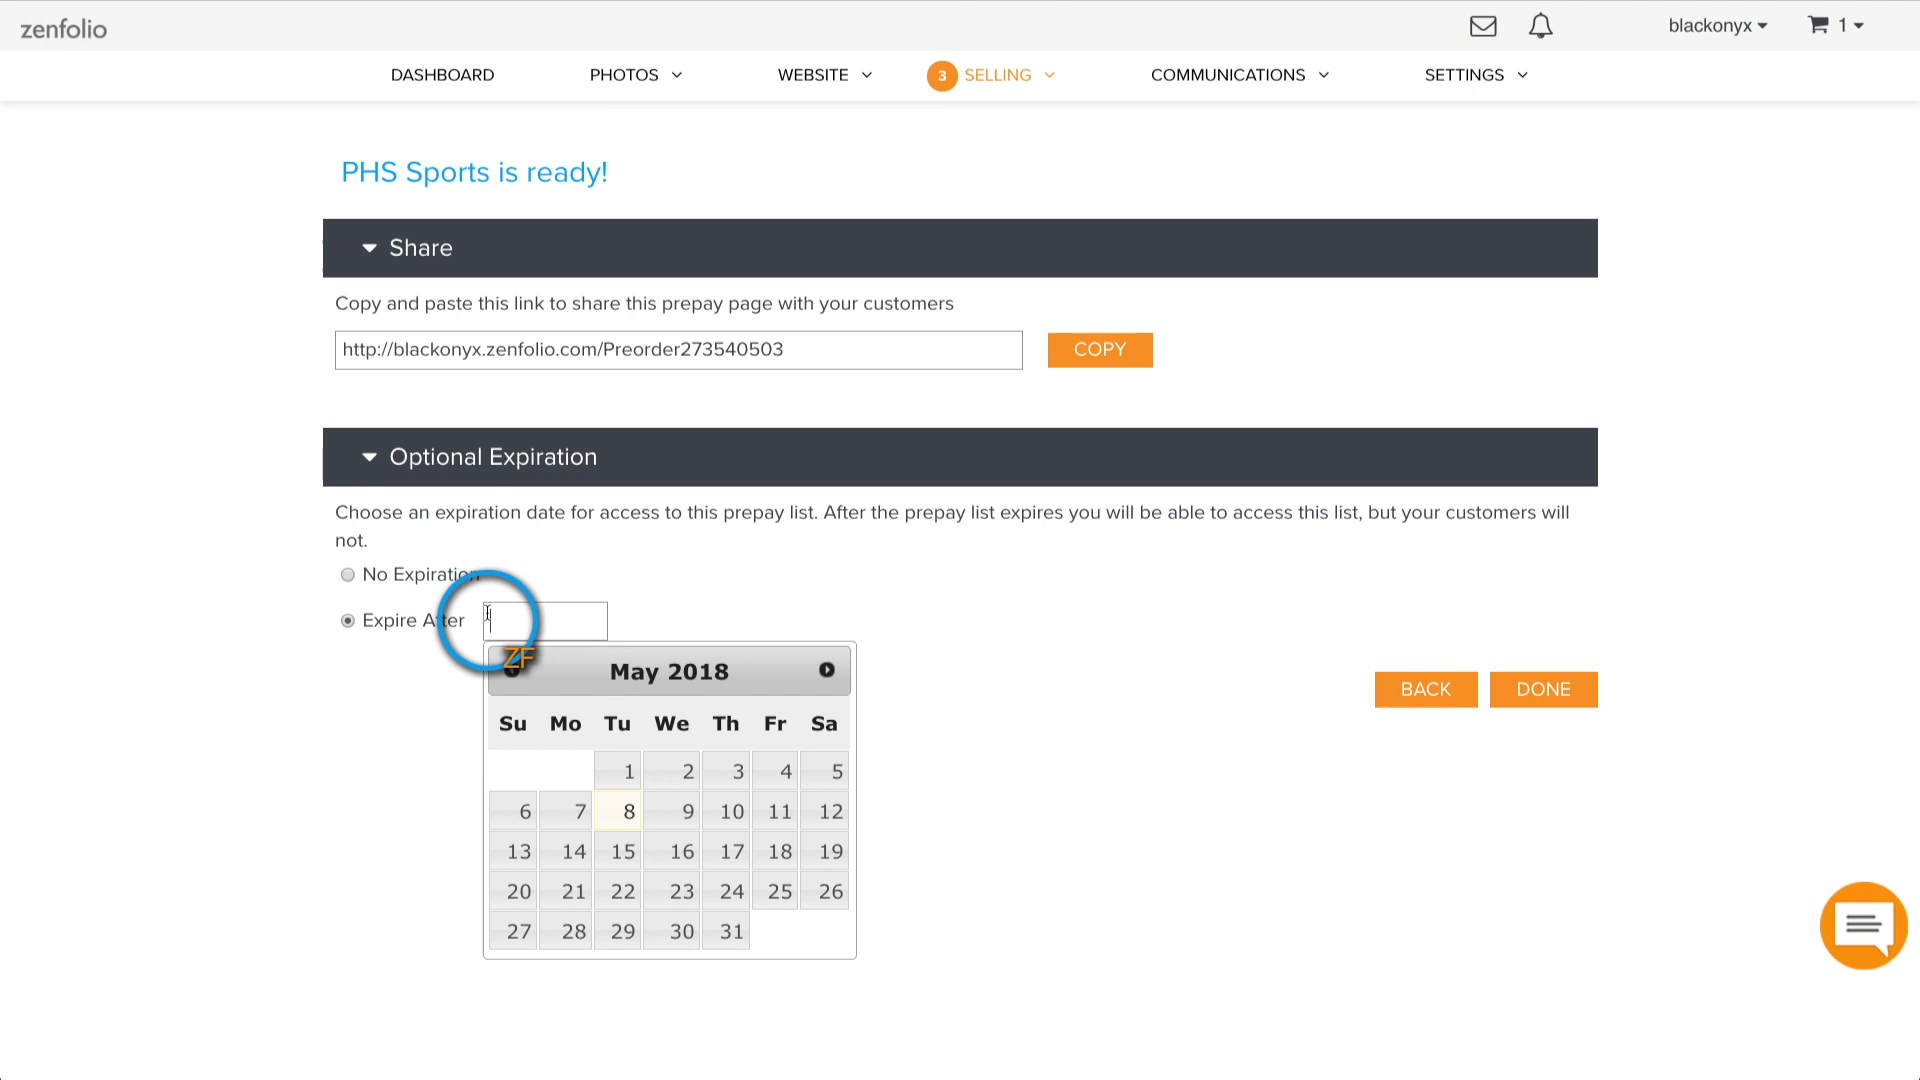 zenfolio
blackonyx 1
DASHBOARD PHOTOS WEBSITE 3 SELLING COMMUNICATIONS SETTINGS
PHS Sports is ready!
Share
Copy and paste this link to share this prepay page with your customers
http://blackonyx.zenfolio.com/Preorder273540503 COPY
Optional Expiration
Choose an expiration date for access to this prepay list. After the prepay list expires you will be able to access this list, but your customers will
not.
No Expiration
Expire After
ZF
May 2018
BACK DONE
Su Mo Tu We Th Fr Sa
1 2 3 4 5
6 7 8 9 10 11 12
13 14 15 16 17 18 19
20 21 22 23 24 25 26
27 28 29 30 31